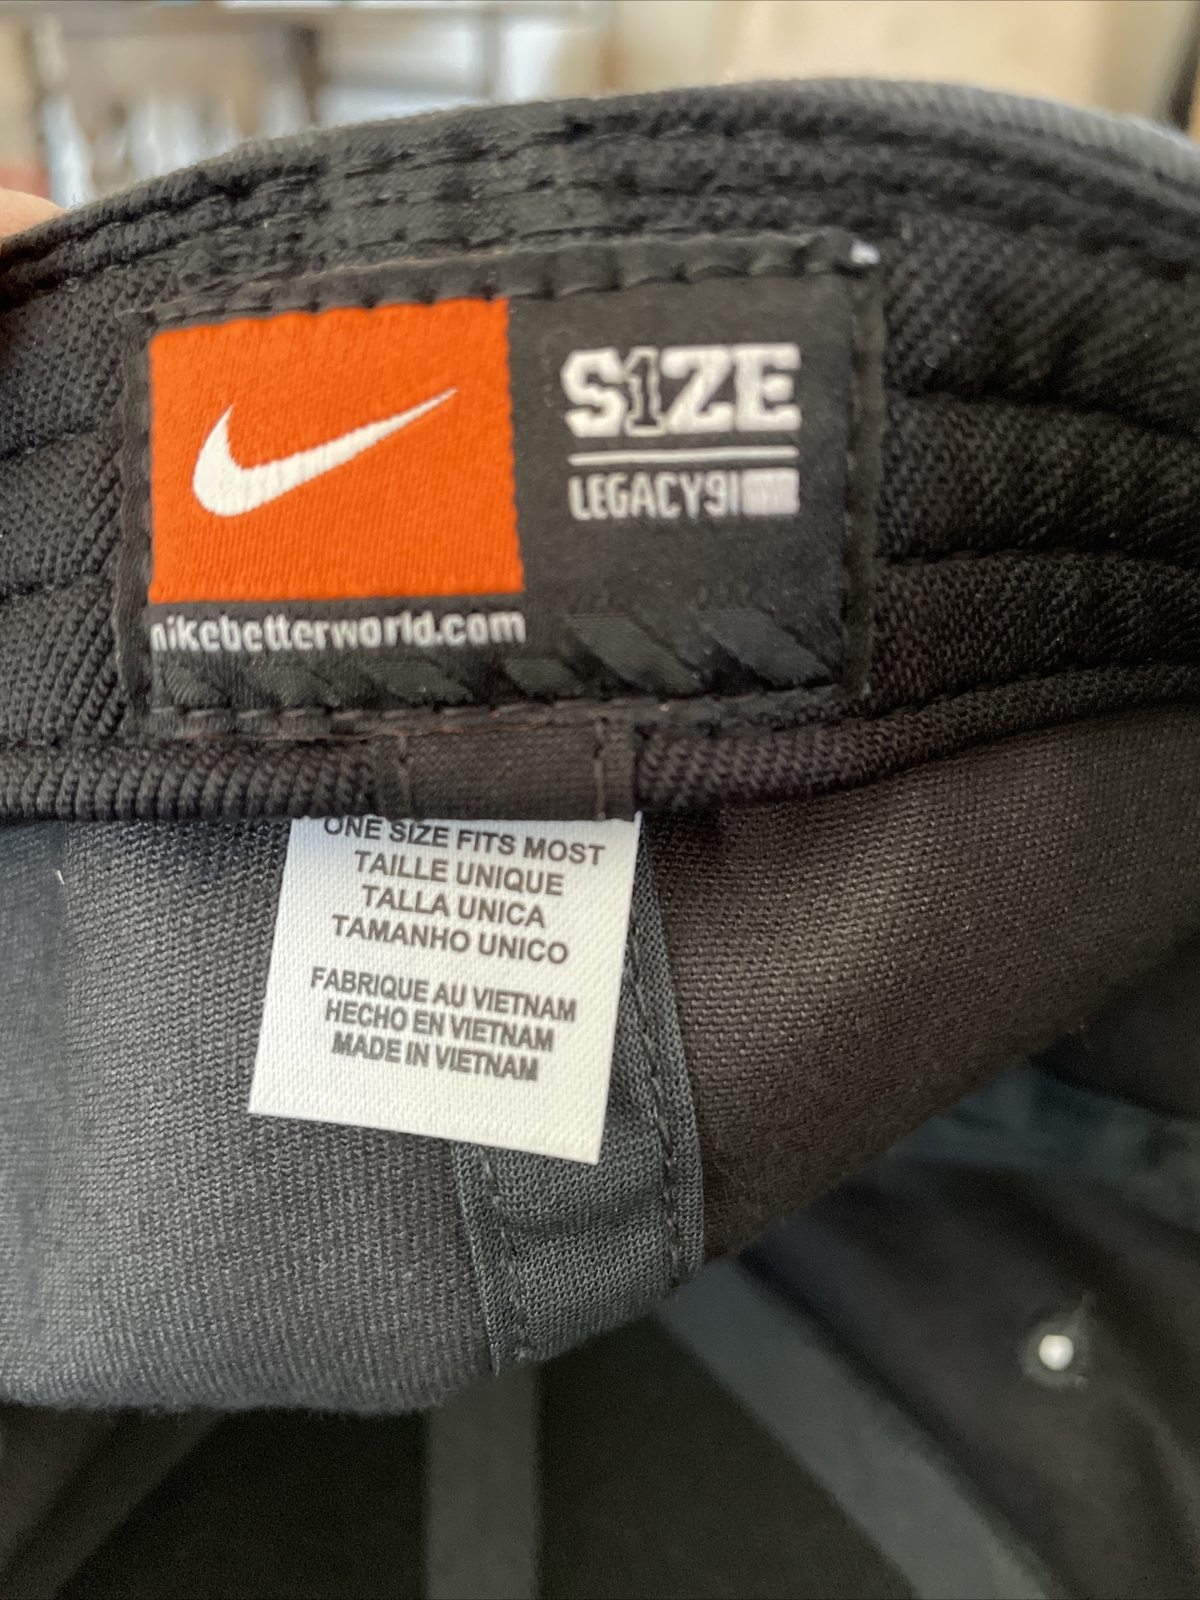 S1ZE
LEGACY91
nikebetterworld.com
ONE SIZE FITS MOST
TAILLE UNIQUE
TALLA UNICA
TAMANHO UNICO
FABRIQUE AU VIETNAM
HECHO EN VIETNAM
MADE IN VIETNAM